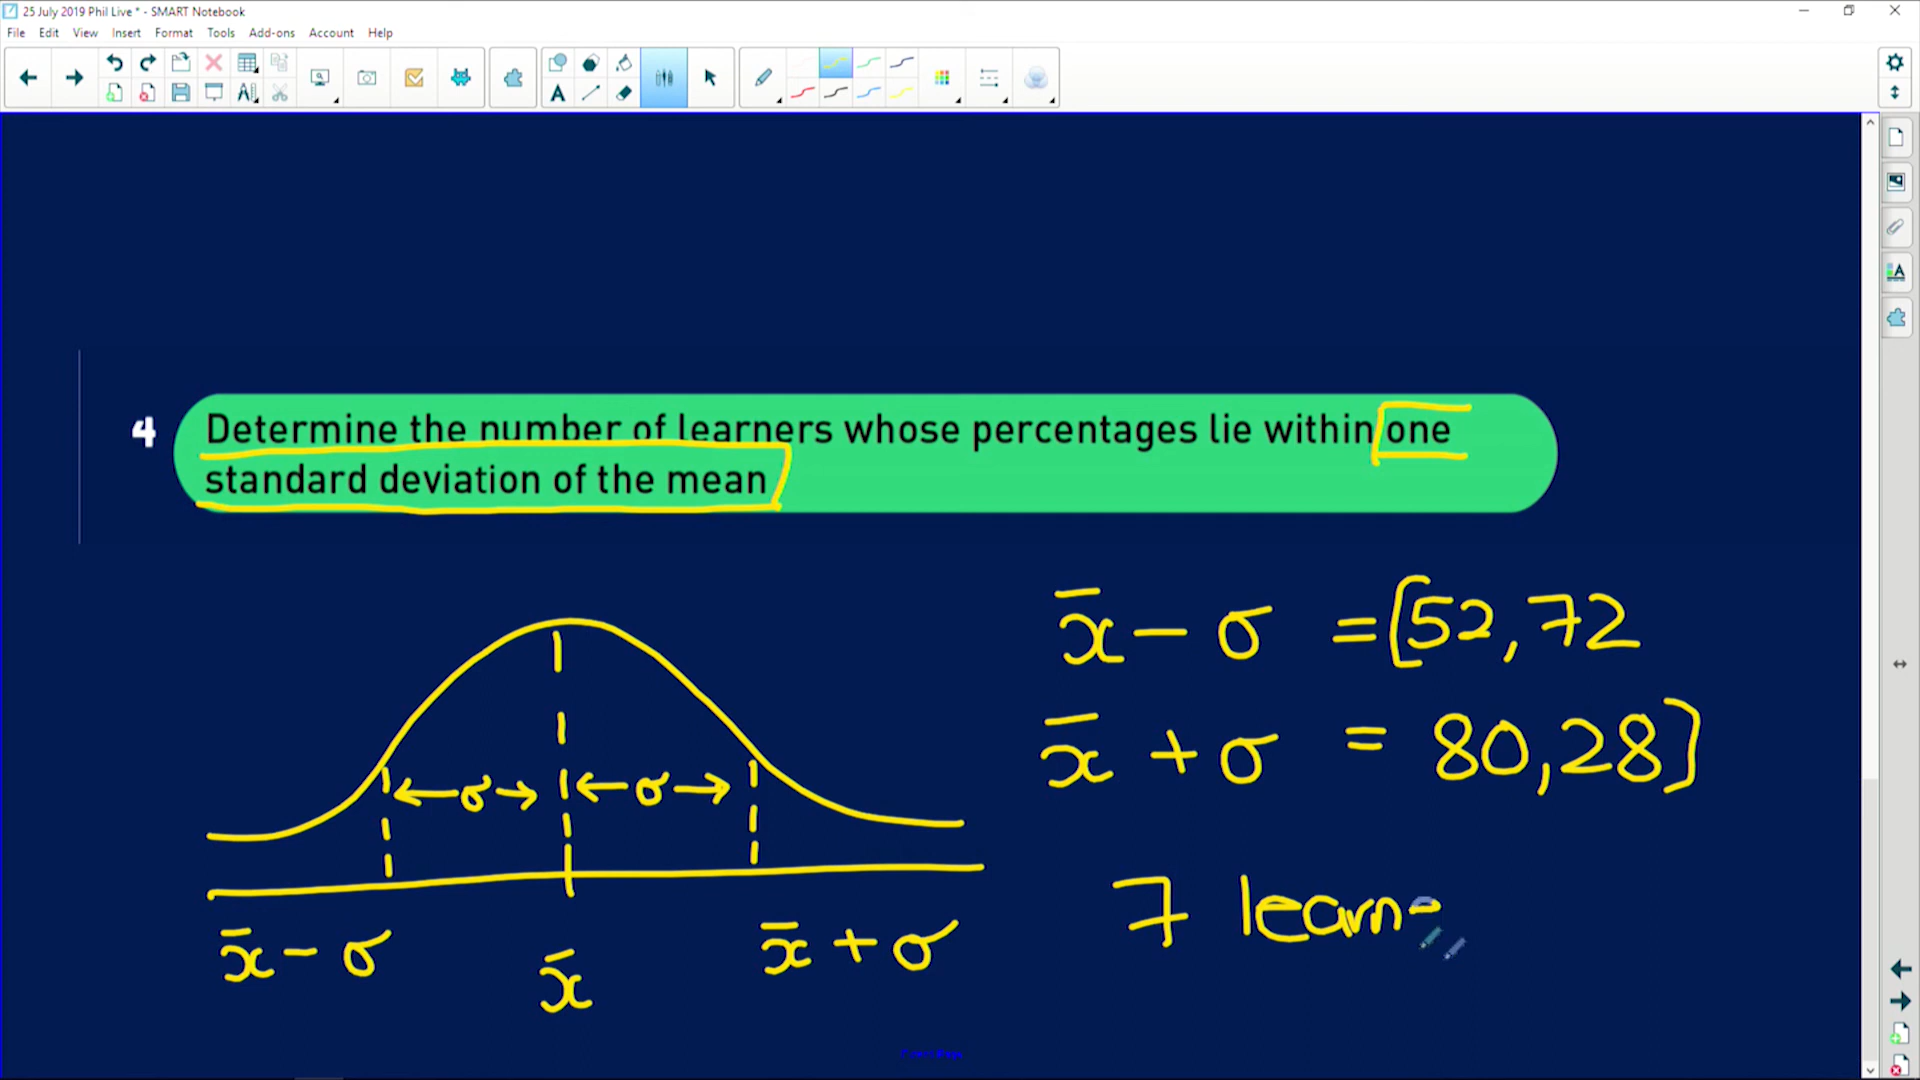 25 July 2019 Phil Live * - SMART Notebook
File Edit View Insert Format Tools Add-ons Account Help
4 Determine the number of learners whose percentages lie within one
standard deviation of the mean
x̄ - σ = [52,72
x̄ + σ = 80,28]
← σ → ← σ →
7 learn
x̄ - σ x̄ x̄ + σ